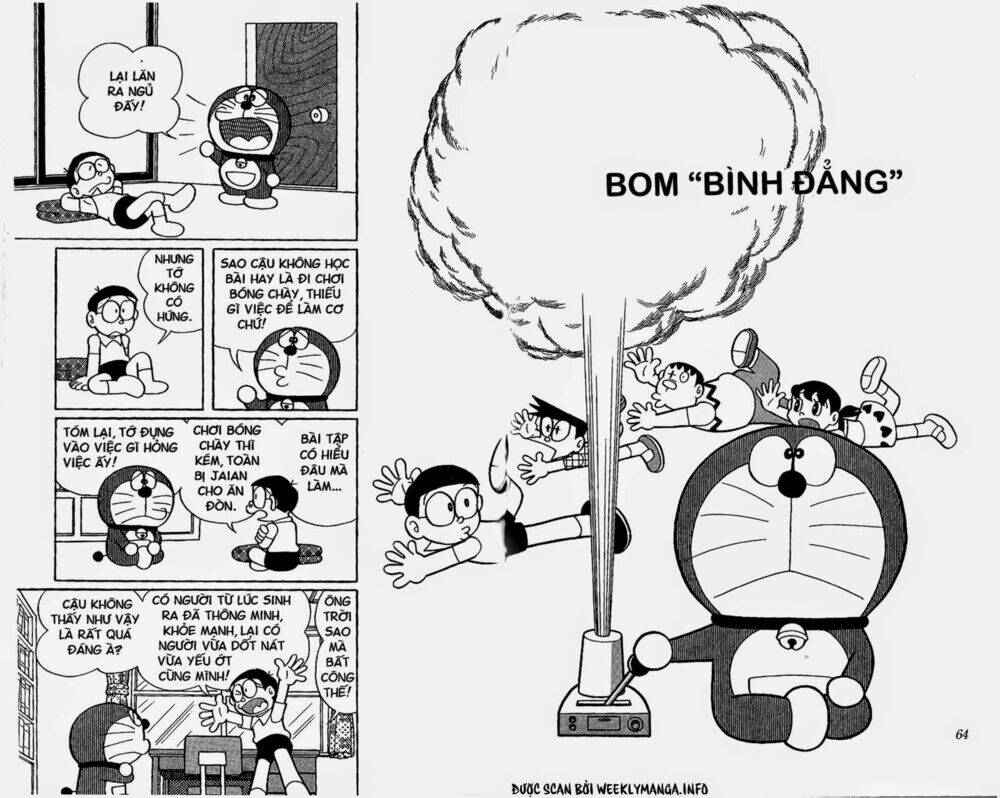 BOM “BÌNH ĐẲNG”
64
ĐƯỢC SCAN BỞI WEEKLYMANGA.INFO
LẠI LĂN
RA NGỦ
ĐẤY!
SAO CẬU KHÔNG HỌC
BÀI HAY LÀ ĐI CHƠI
BÓNG CHÀY, THIẾU
GÌ VIỆC ĐỂ LÀM CƠ
CHỨ!
NHƯNG
TỚ
KHÔNG
CÓ
HỨNG.
BÀI TẬP
CÓ HIỂU
ĐÂU MÀ
LÀM...
CHƠI BÓNG
CHÀY THÌ
KÉM, TOÀN
BỊ JAIAN
CHO ĂN
ĐÒN.
TÓM LẠI, TỚ ĐỤNG
VÀO VIỆC GÌ HỎNG
VIỆC ẤY!
ÔNG
TRỜI
SAO
MÀ
BẤT
CÔNG
THẾ!
CÓ NGƯỜI TỪ LÚC SINH
RA ĐÃ THÔNG MINH,
KHỎE MẠNH, LẠI CÓ
NGƯỜI VỪA DỐT NÁT
VỪA YẾU ỚT
CÙNG MÌNH!
CẬU KHÔNG
THẤY NHƯ VẬY
LÀ RẤT QUÁ
ĐÁNG À?